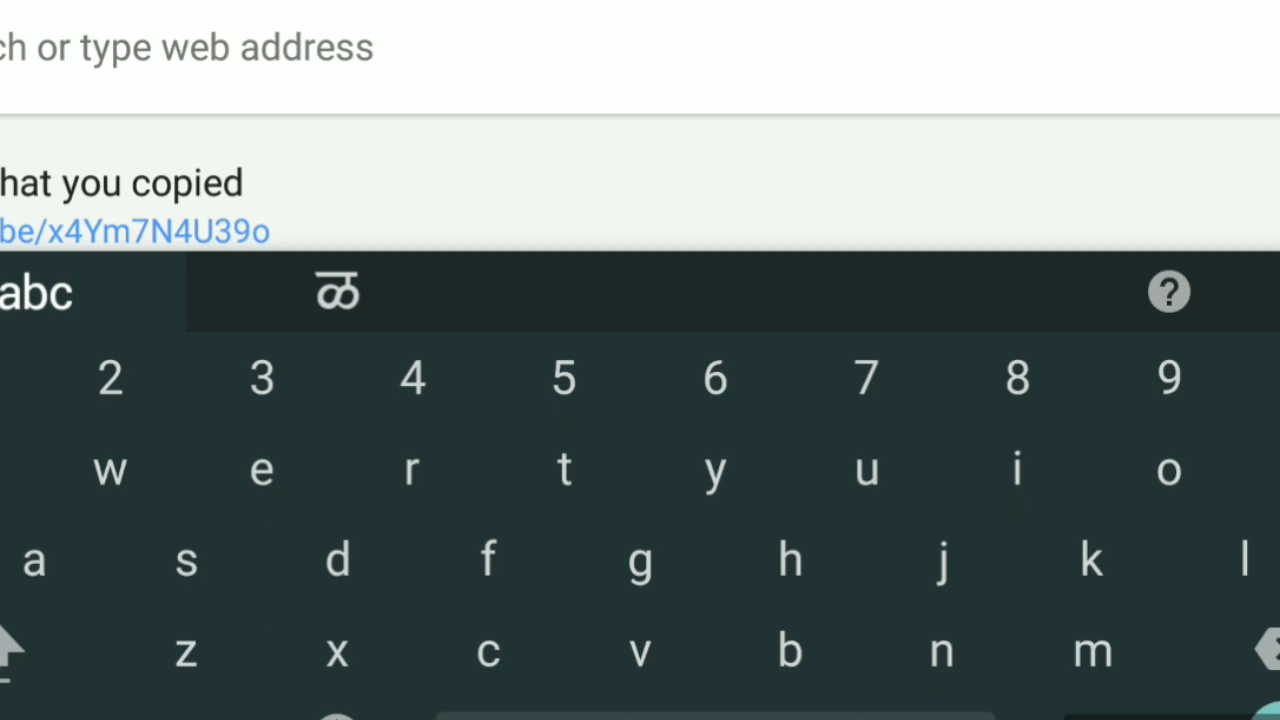 ch or type web address
hat you copied
be/x4Ym7N4U39o
abc ळ ?
2 3 4 5 6 7 8 9
w e r t y u i o
a s d f g h j k l
z x c v b n m